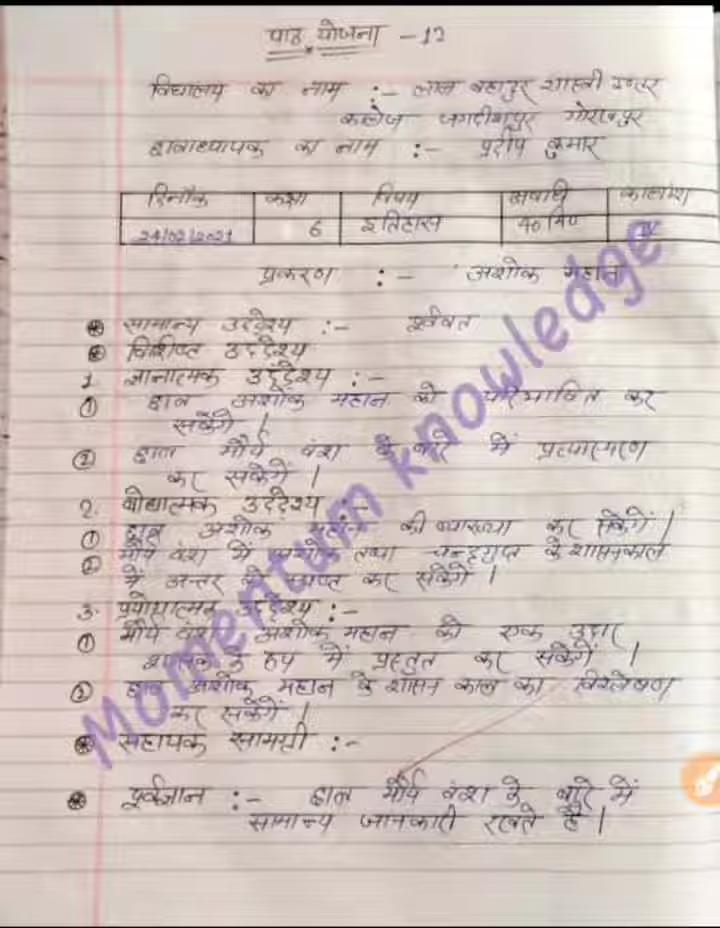 पाठ योजना - 12
विद्यालय का नाम :- लाल बहादुर शास्त्री इण्टर
कालेज जगदीशपुर गोरखपुर
छात्राध्यापक का नाम :- प्रदीप कुमार
दिनाँक कक्षा विषय अवधि कालांश
24/02/2021 6 इतिहास 40 मि0
प्रकरण :- अशोक महान
सामान्य उद्देश्य :- पूर्ववत
विशिष्ट उद्देश्य
1. ज्ञानात्मक उद्देश्य :-
① छात्र अशोक महान को परिभाषित कर
सकेंगे ।
② छात्र मौर्य वंश के बारे में प्रत्यास्मरण
कर सकेगें ।
2. बोधात्मक उद्देश्य :
① छात्र अशोक महान की व्याख्या कर सकेगें ।
② मौर्य वंश में अशोक तथा चन्द्रगुप्त के शासनकाल
में अन्तर को स्पष्ट कर सकेगें ।
3. प्रयोगात्मक उद्देश्य :-
① मौर्य वंश अशोक महान को एक उदार
शासक के रुप में प्रस्तुत कर सकेगें ।
② छात्र अशोक महान के शासन काल का विश्लेषण
कर सकेगें ।
सहायक सामग्री :-
पूर्वज्ञान :- छात्र मौर्य वंश के बारे में
सामान्य जानकारी रखते है ।
Momentum knowledge